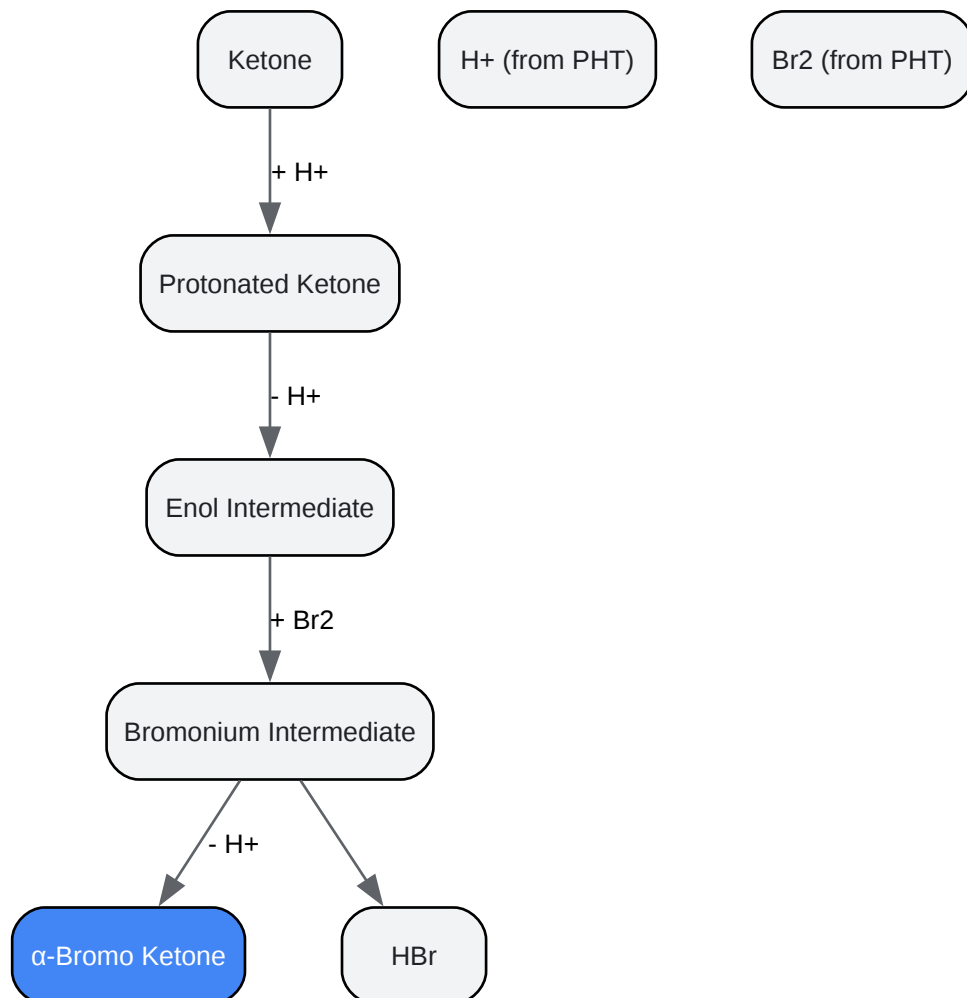 Ketone
H+ (from PHT)
Br2 (from PHT)
+ H+
Protonated Ketone
- H+
Enol Intermediate
+ Br2
Bromonium Intermediate
- H+
α-Bromo Ketone
HBr